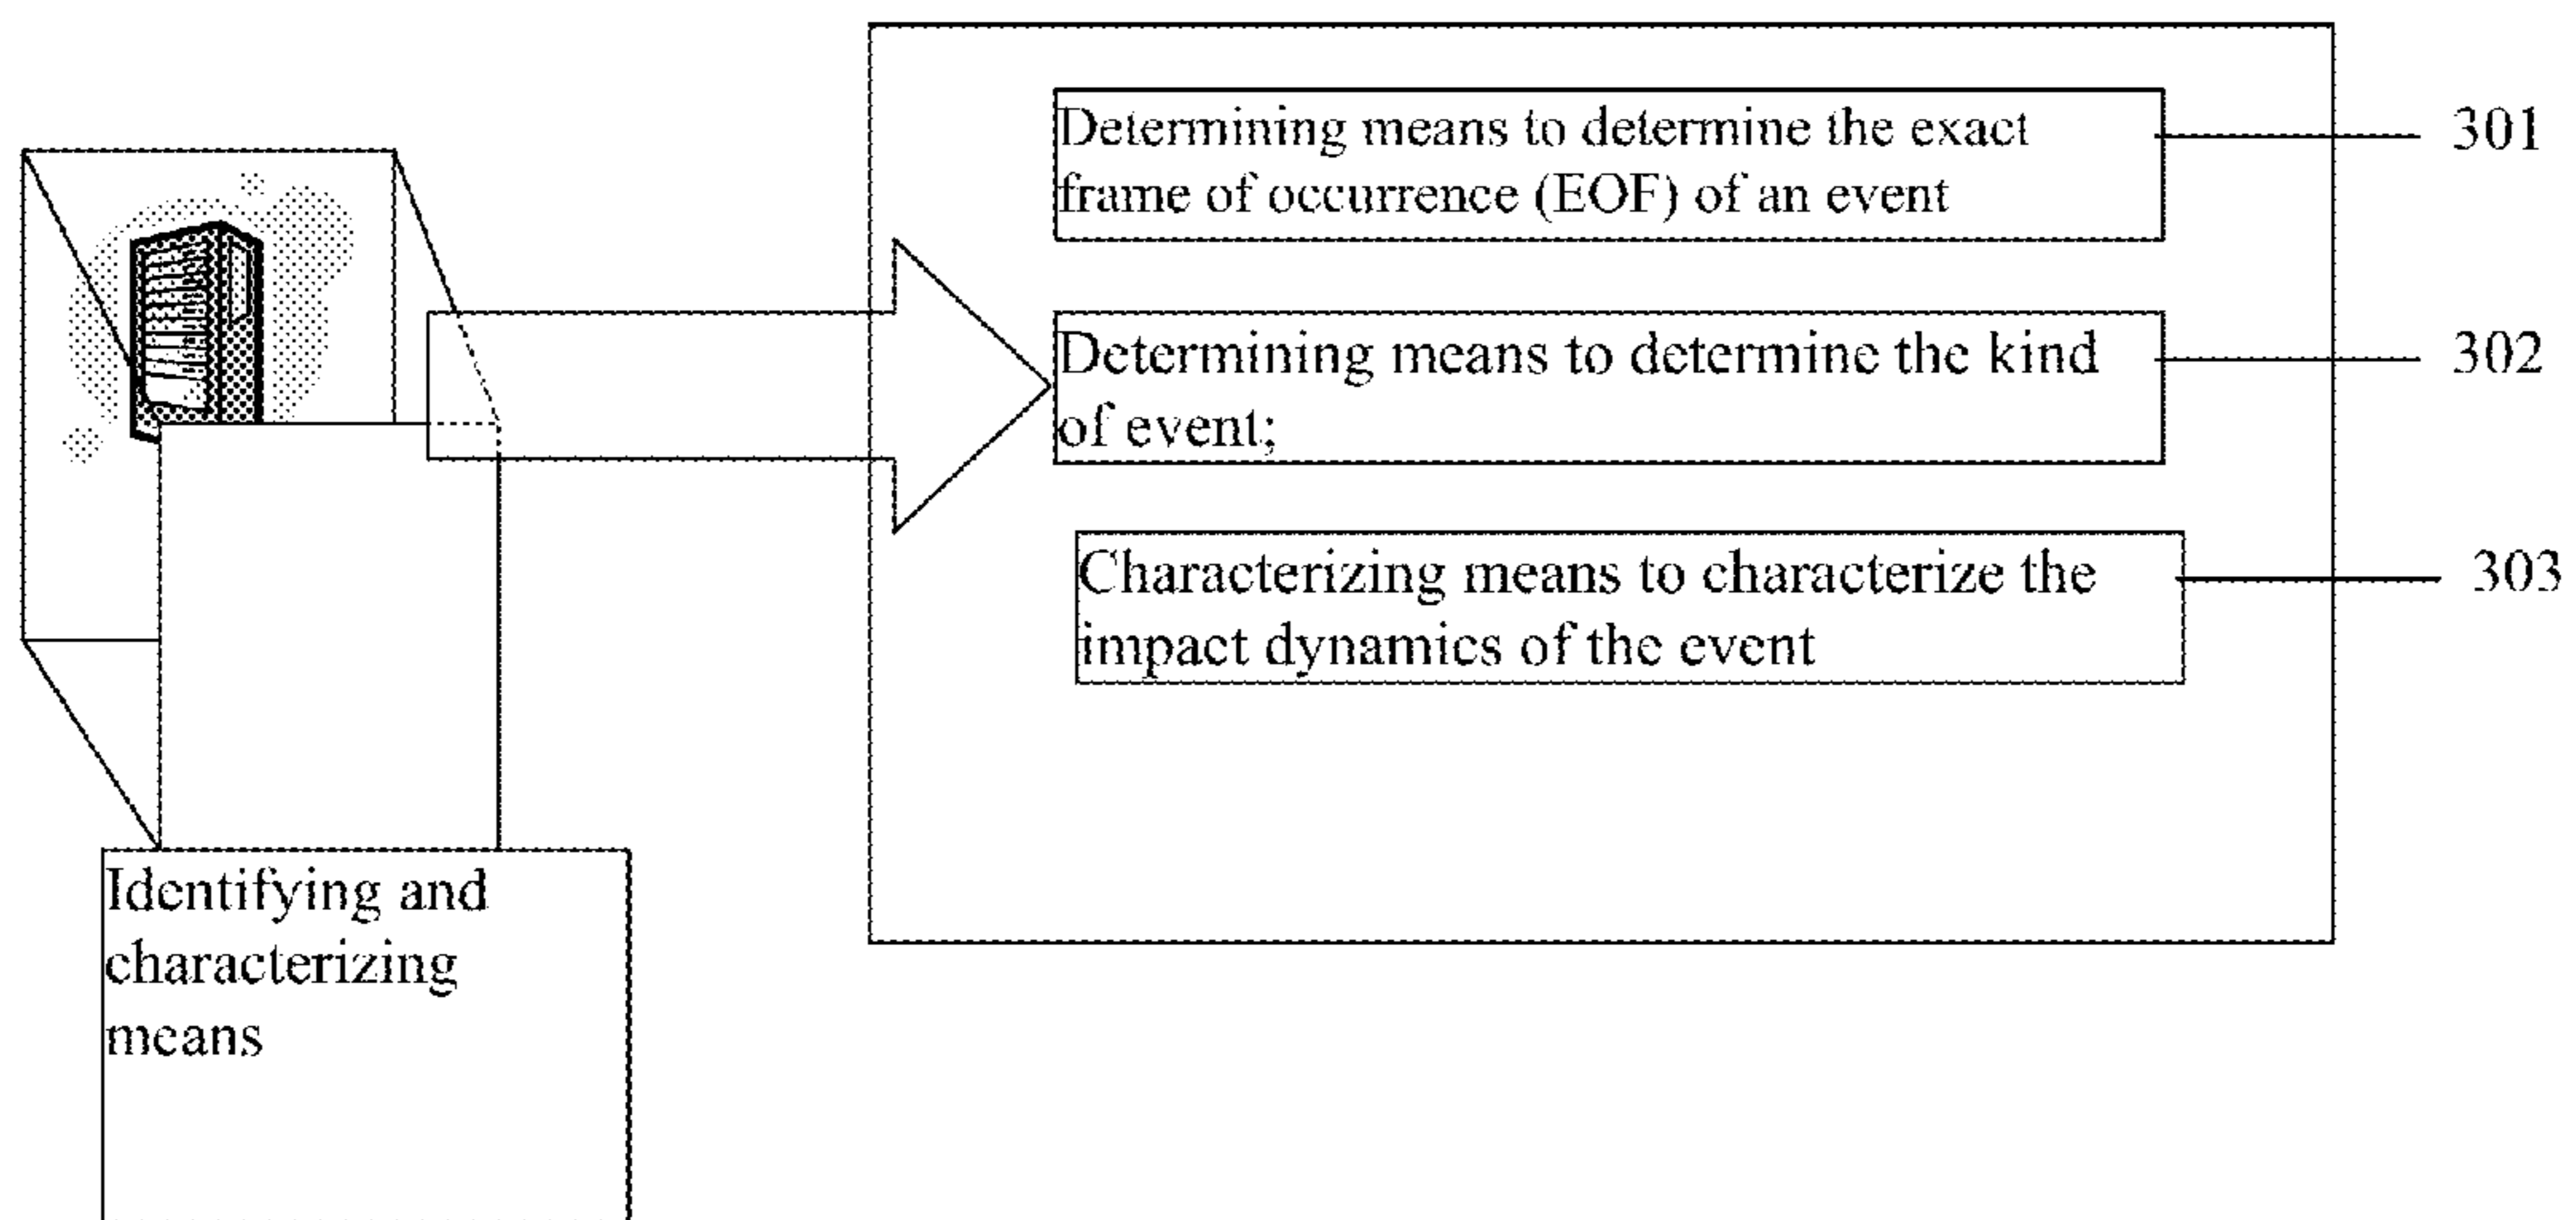 Determining means to determine the exact
frame of occurrence (EOF) of an event
301
Determining means to determine the kind
of event;
302
Characterizing means to characterize the
impact dynamics of the event
303
Identifying and
characterizing
means